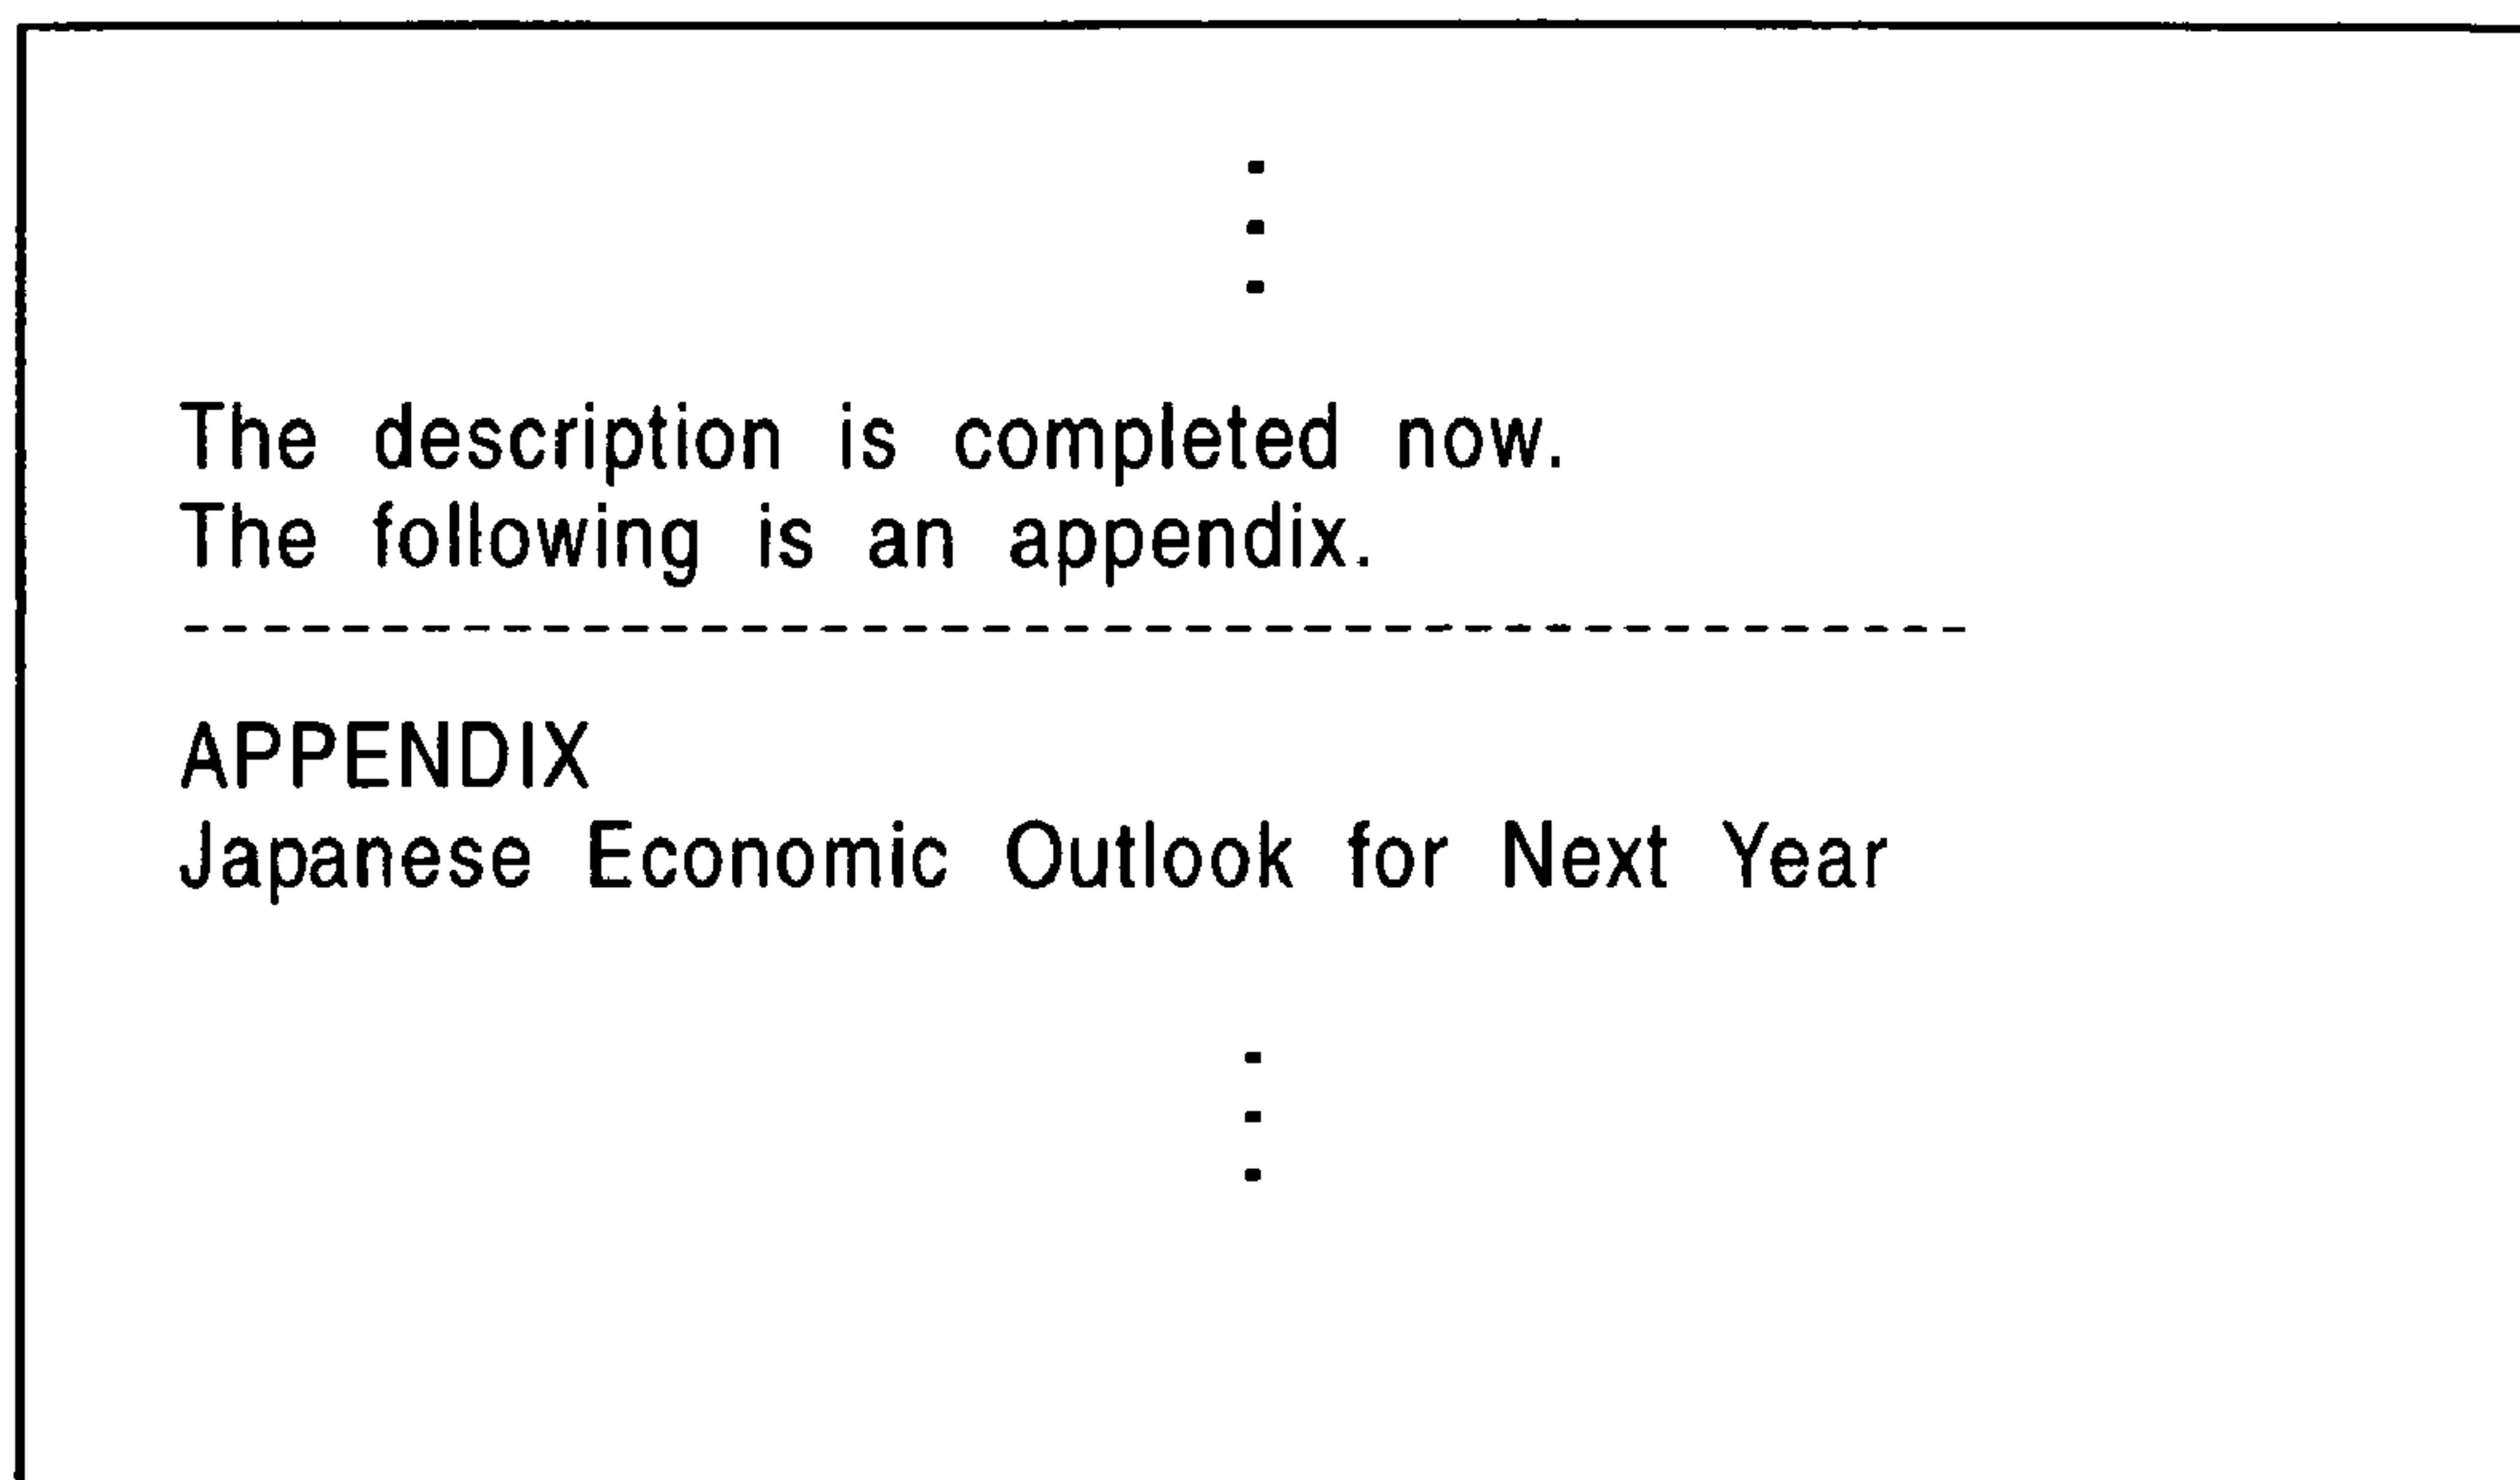 The description is completed now.
The following is an appendix.
---------------------------------------------
APPENDIX
Japanese Economic Outlook for Next Year